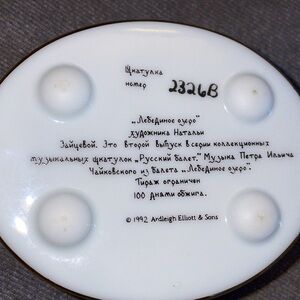 Шкатулка
номер 2326B
„Лебединое озеро"
художника Натальи
Зайцевой. Это второй выпуск в серии коллекционных
музыкальных шкатулок „Русский балет." Музыка Петра Ильича
Чайковского из балета „Лебединое озеро".
Тираж ограничен
100 днями обжига.
© 1992 Ardleigh Elliott & Sons